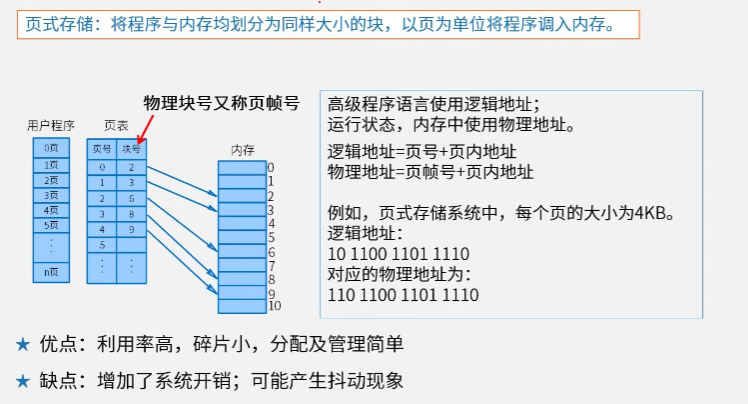 页式存储：将程序与内存均划分为同样大小的块，以页为单位将程序调入内存。
物理块号又称页帧号
用户程序
页表
内存
0页
1页
2页
3页
4页
5页
⋮
n页
页号 块号
0 2
1 3
2 6
3 8
4 9
5
⋮ ⋮
0
1
2
3
4
5
6
7
8
9
10
高级程序语言使用逻辑地址；
运行状态，内存中使用物理地址。
逻辑地址=页号+页内地址
物理地址=页帧号+页内地址
例如，页式存储系统中，每个页的大小为4KB。
逻辑地址：
10 1100 1101 1110
对应的物理地址为：
110 1100 1101 1110
★ 优点：利用率高，碎片小，分配及管理简单
★ 缺点：增加了系统开销；可能产生抖动现象